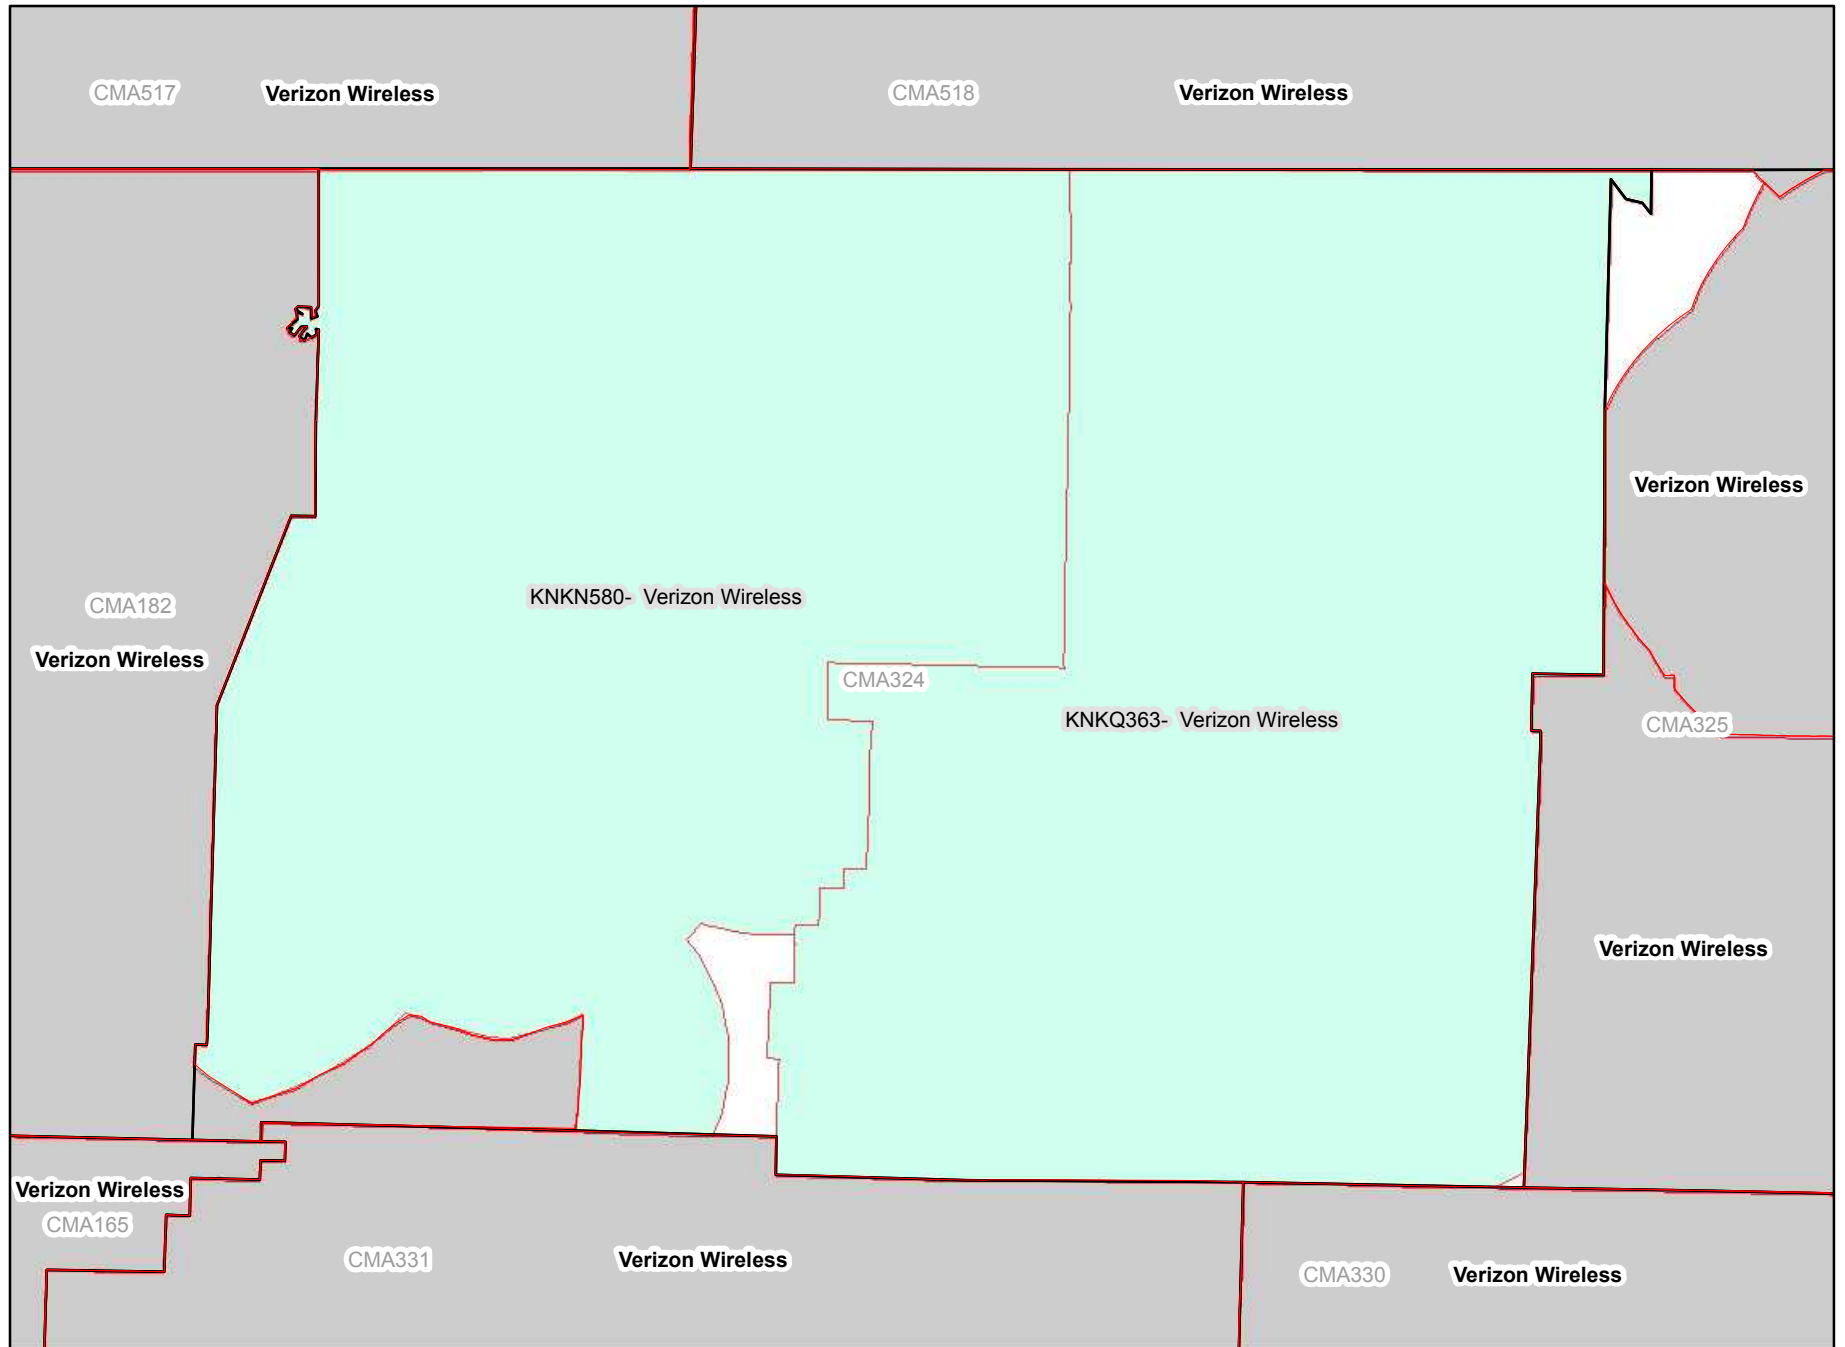 CMA517
Verizon Wireless
CMA518
Verizon Wireless
Verizon Wireless
KNKN580- Verizon Wireless
CMA182
Verizon Wireless
CMA324
KNKQ363- Verizon Wireless
CMA325
Verizon Wireless
Verizon Wireless
CMA165
CMA331
Verizon Wireless
CMA330
Verizon Wireless